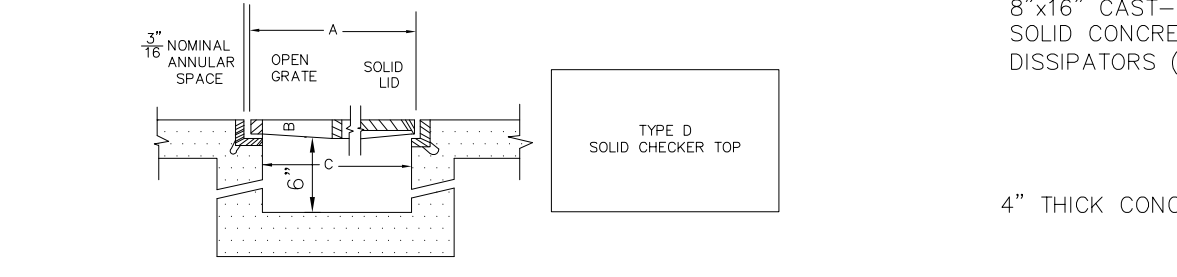 3"
16
NOMINAL
ANNULAR
SPACE
A
OPEN
GRATE
SOLID
LID
B
C
6"
TYPE D
SOLID CHECKER TOP
8"x16" CAST-
SOLID CONCRE
DISSIPATORS (
4" THICK CONC